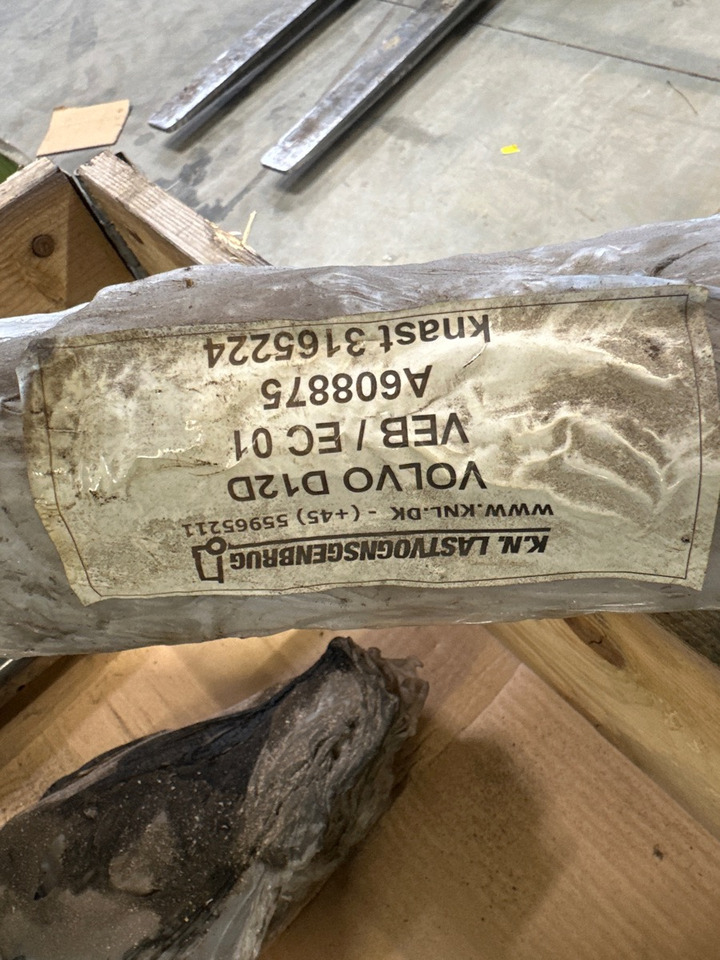 K.N. LASTVOGNSGENBRUG
WWW.KNL.DK - (+45) 55965211
VOLVO D12D
VEB / EC 01
A608875
knast 3165224